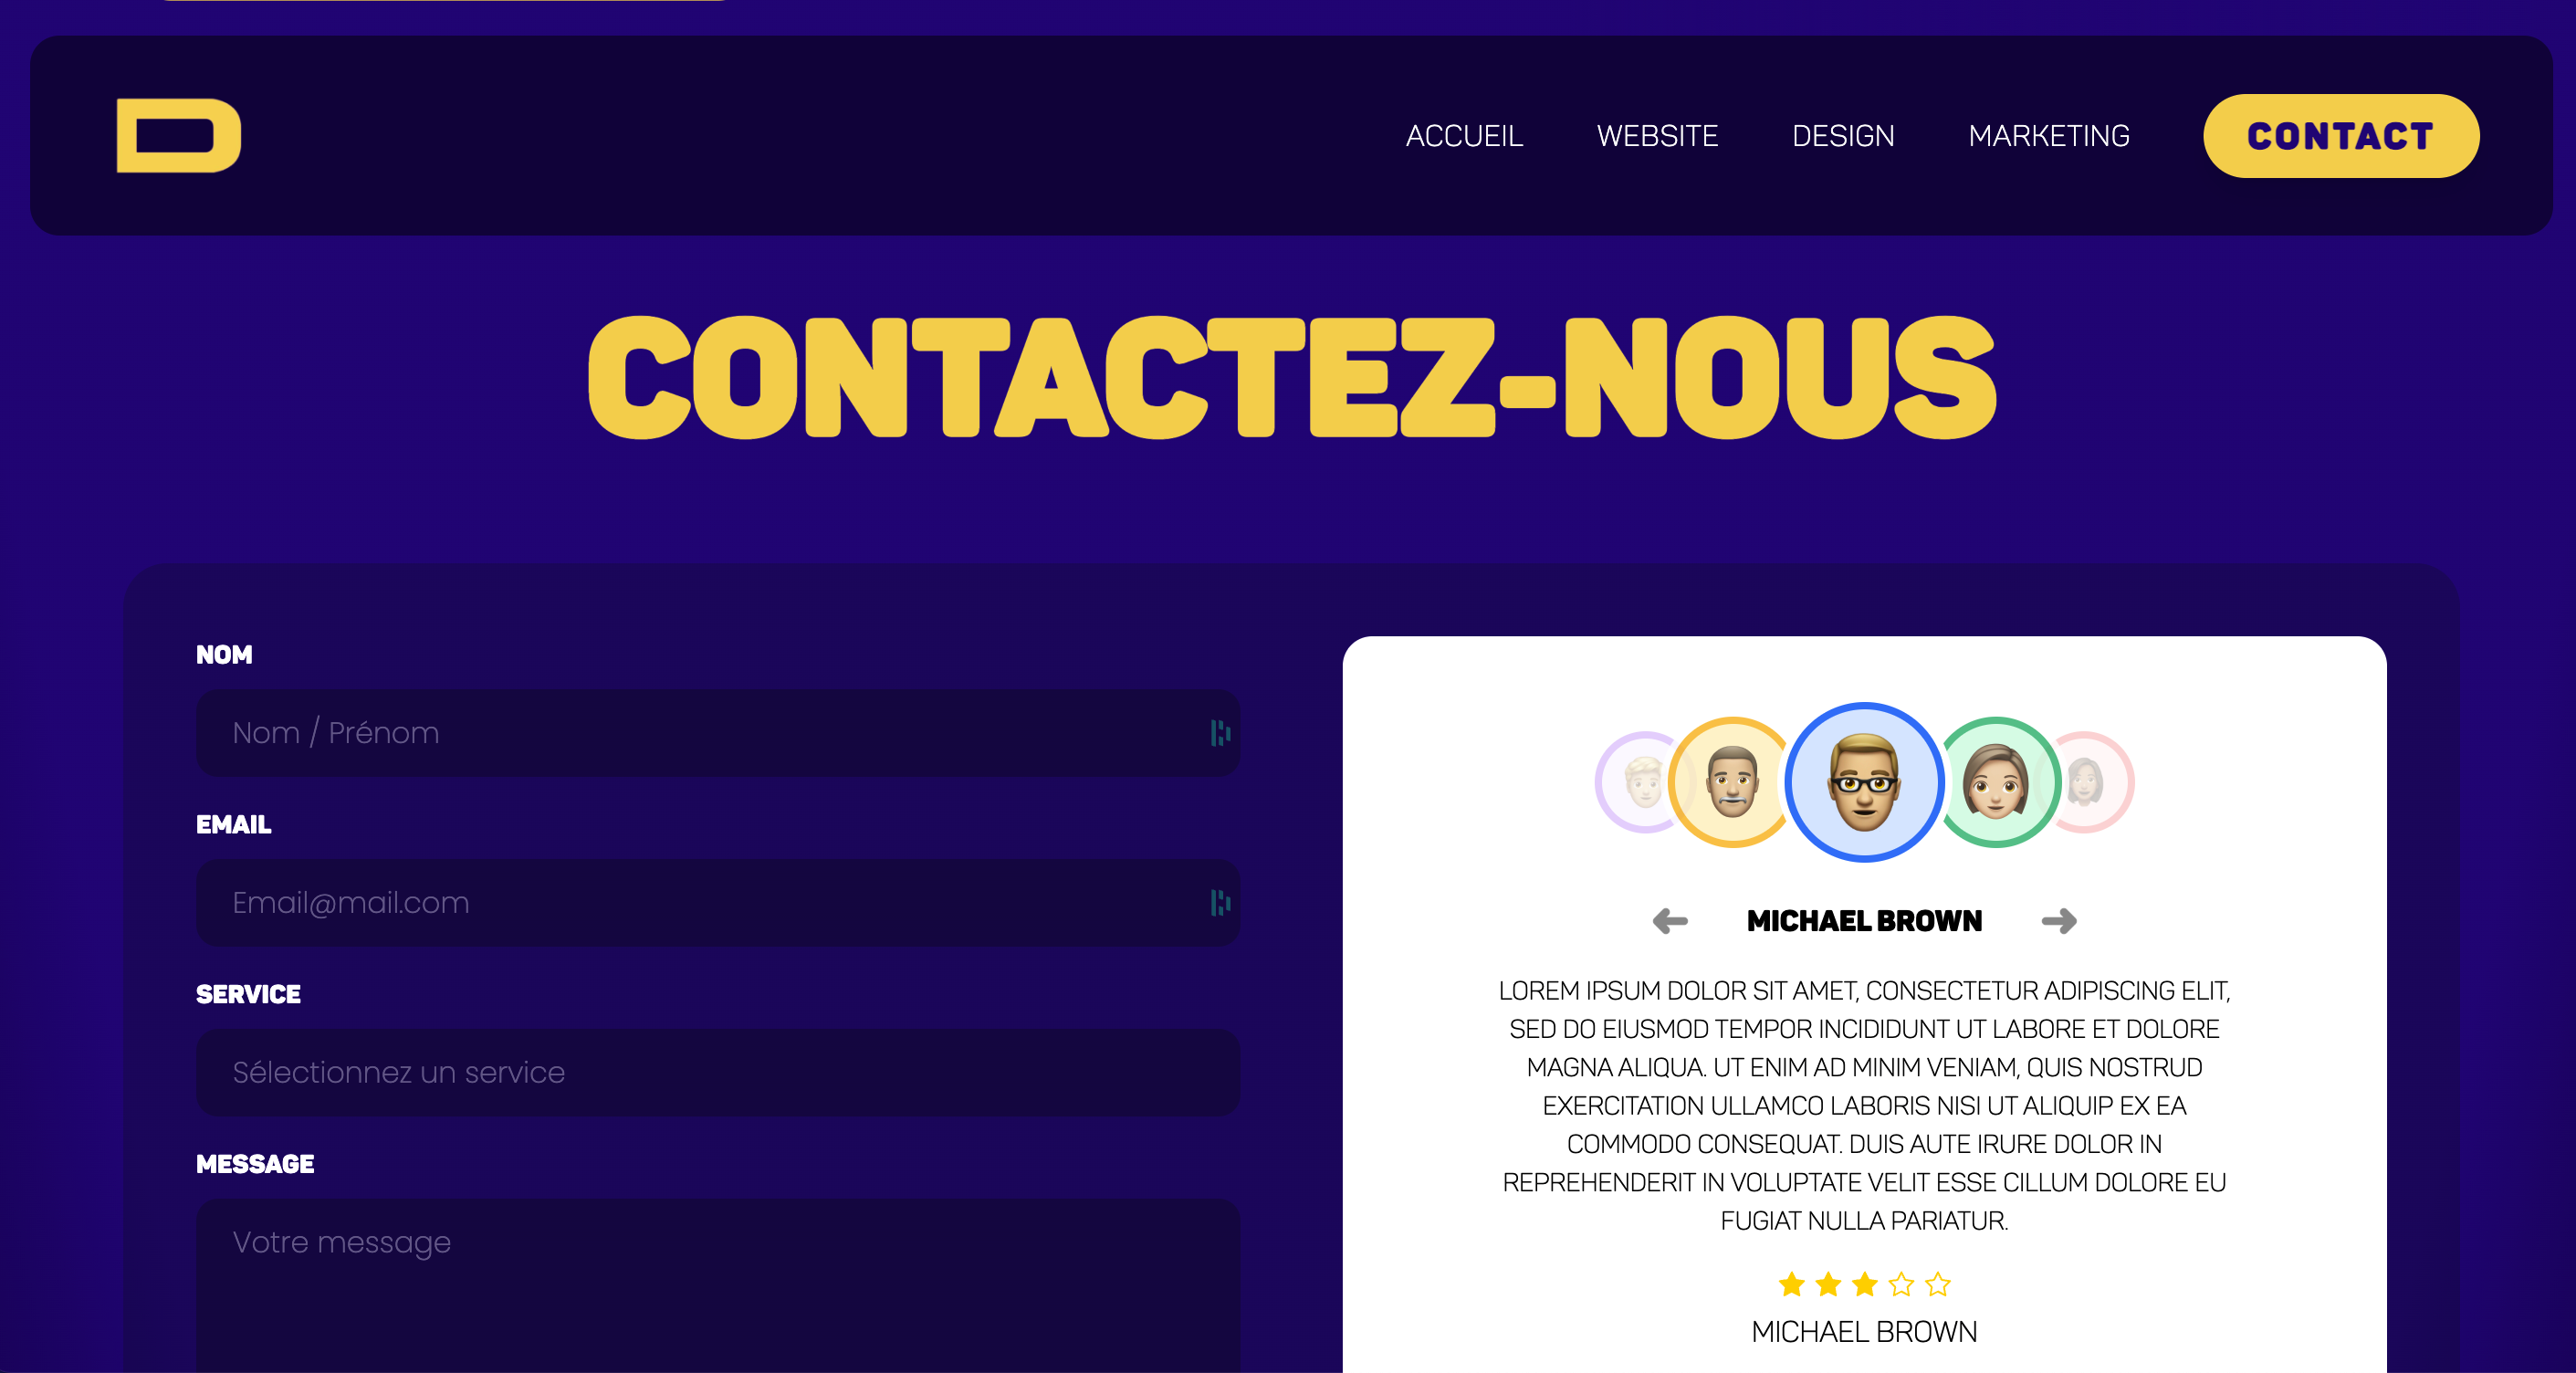 D
ACCUEIL WEBSITE DESIGN MARKETING CONTACT
CONTACTEZ-NOUS
NOM
Nom / Prénom
EMAIL
Email@mail.com
SERVICE
Sélectionnez un service
MESSAGE
Votre message
MICHAEL BROWN
LOREM IPSUM DOLOR SIT AMET, CONSECTETUR ADIPISCING ELIT,
SED DO EIUSMOD TEMPOR INCIDIDUNT UT LABORE ET DOLORE
MAGNA ALIQUA. UT ENIM AD MINIM VENIAM, QUIS NOSTRUD
EXERCITATION ULLAMCO LABORIS NISI UT ALIQUIP EX EA
COMMODO CONSEQUAT. DUIS AUTE IRURE DOLOR IN
REPREHENDERIT IN VOLUPTATE VELIT ESSE CILLUM DOLORE EU
FUGIAT NULLA PARIATUR.
MICHAEL BROWN